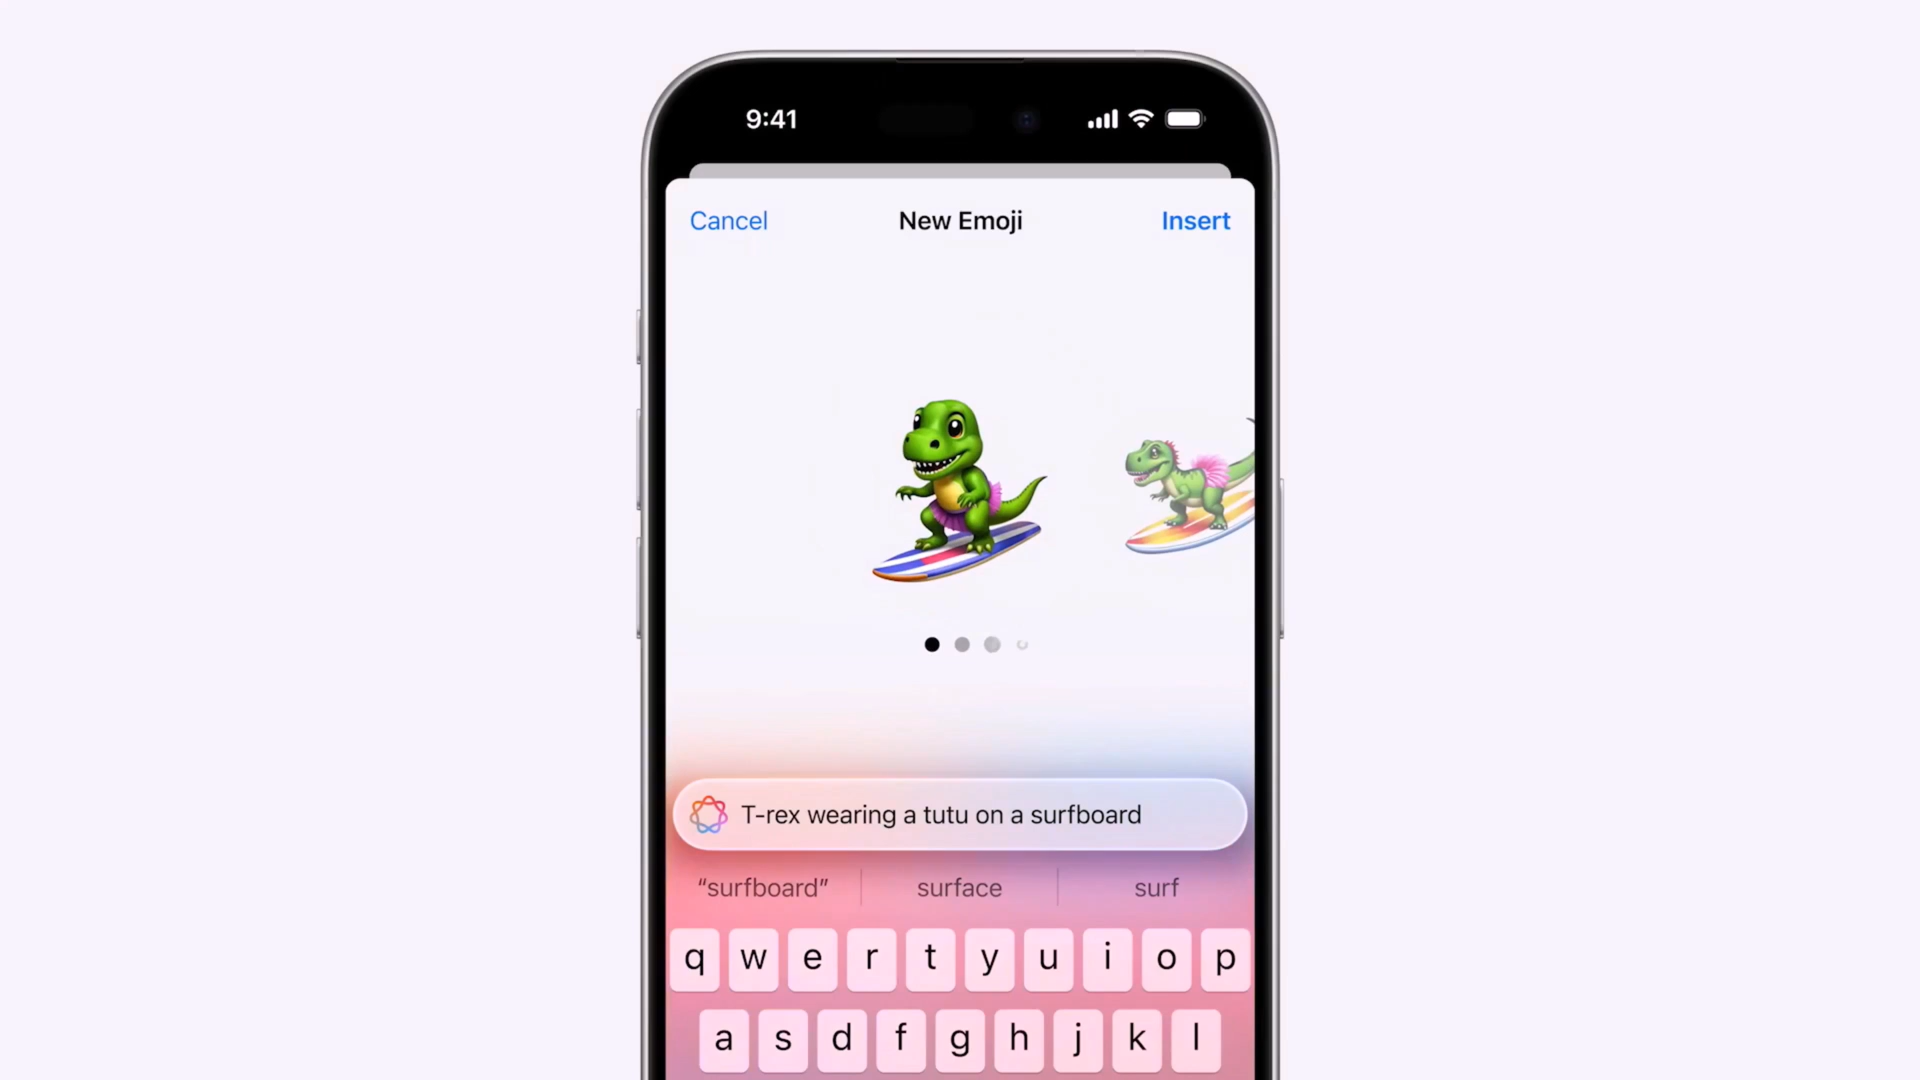 9:41
Cancel New Emoji Insert
T-rex wearing a tutu on a surfboard
“surfboard” surface surf
q w e r t y u i o p
a s d f g h j k l